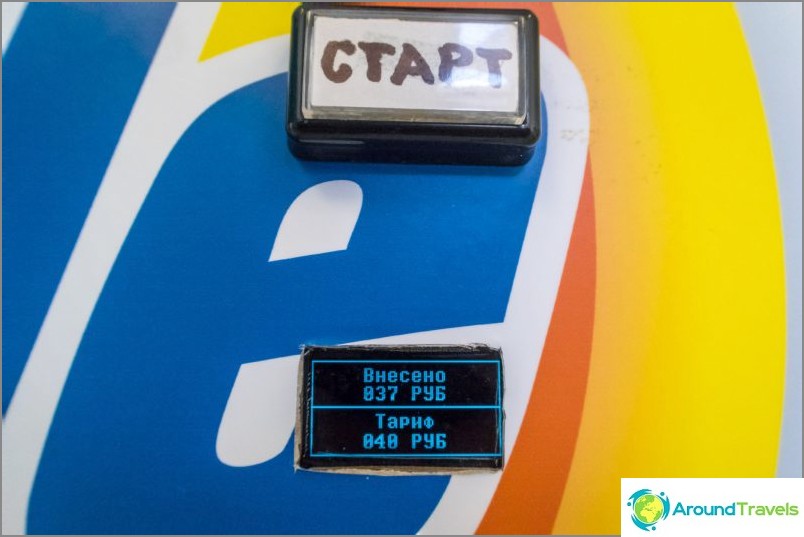 СТАРТ
Внесено
037 РУБ
Тариф
040 РУБ
AroundTravels